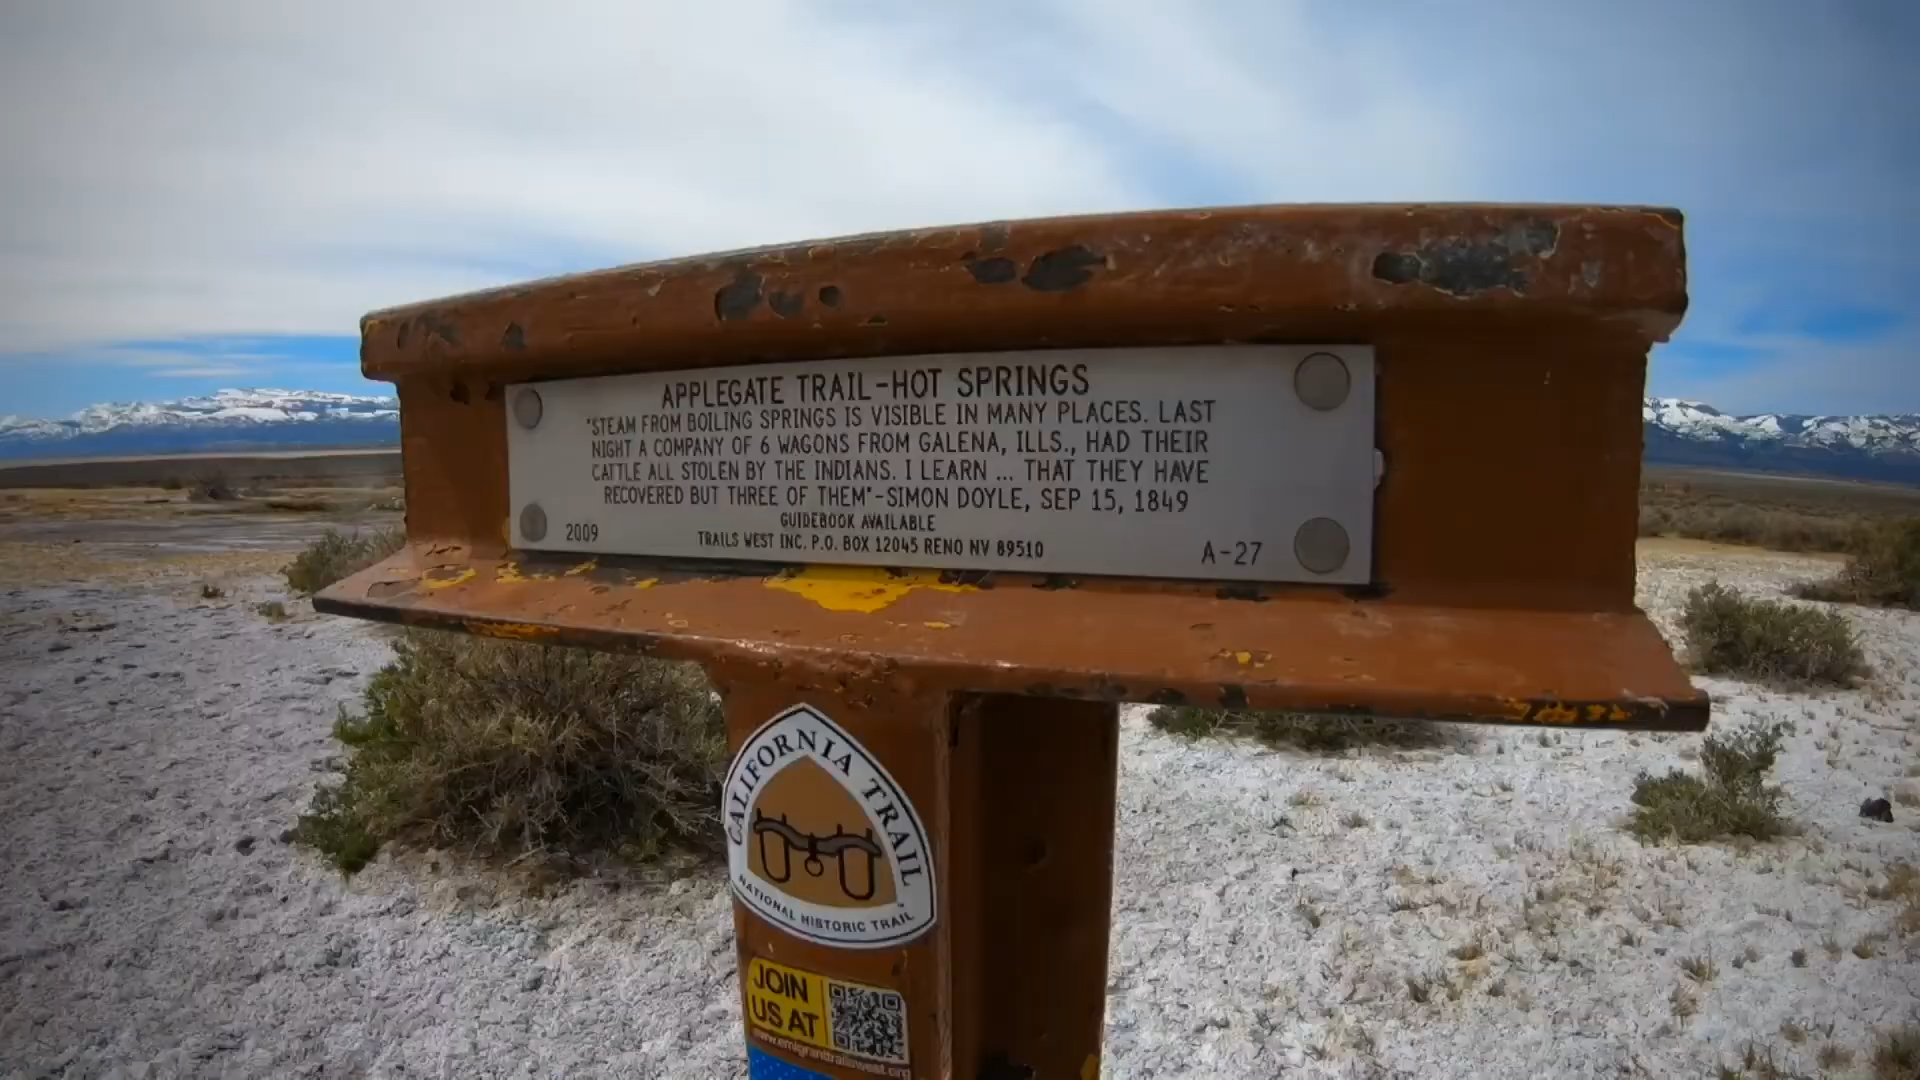 APPLEGATE TRAIL-HOT SPRINGS
"STEAM FROM BOILING SPRINGS IS VISIBLE IN MANY PLACES. LAST
NIGHT A COMPANY OF 6 WAGONS FROM GALENA, ILLS., HAD THEIR
CATTLE ALL STOLEN BY THE INDIANS. I LEARN ... THAT THEY HAVE
RECOVERED BUT THREE OF THEM"-SIMON DOYLE, SEP 15, 1849
GUIDEBOOK AVAILABLE
2009 TRAILS WEST INC. P.O. BOX 12045 RENO NV 89510 A-27
CALIFORNIA TRAIL
NATIONAL HISTORIC TRAIL
JOIN
US AT
www.emigranttrailswest.org